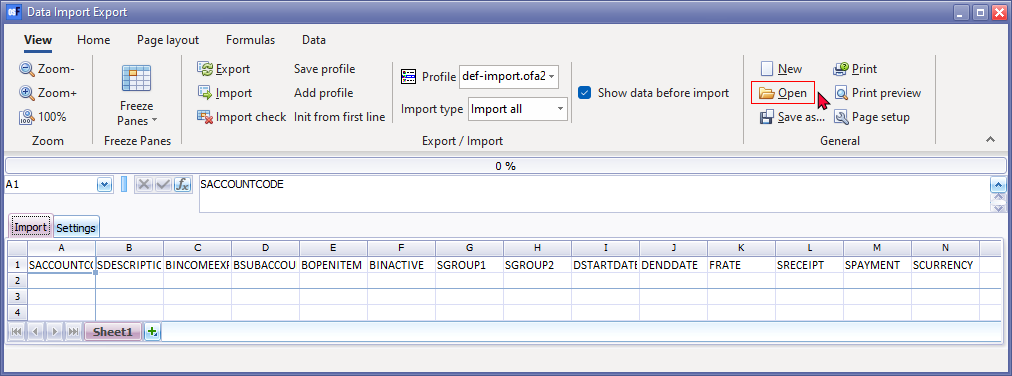 Data Import Export
View Home Page layout Formulas Data
Zoom- Export Save profile Profile def-import.ofa2 New Print
Zoom+ Freeze Panes Import Add profile Show data before import Open Print preview
100% Import check Init from first line Import type Import all Save as... Page setup
Zoom Freeze Panes Export / Import General
0 %
A1 fx SACCOUNTCODE
Import Settings
A B C D E F G H I J K L M N
1 SACCOUNTCO SDESCRIPTIC BINCOMEEXP BSUBACCOU BOPENITEM BINACTIVE SGROUP1 SGROUP2 DSTARTDATE DENDDATE FRATE SRECEIPT SPAYMENT SCURRENCY
2
3
4
Sheet1